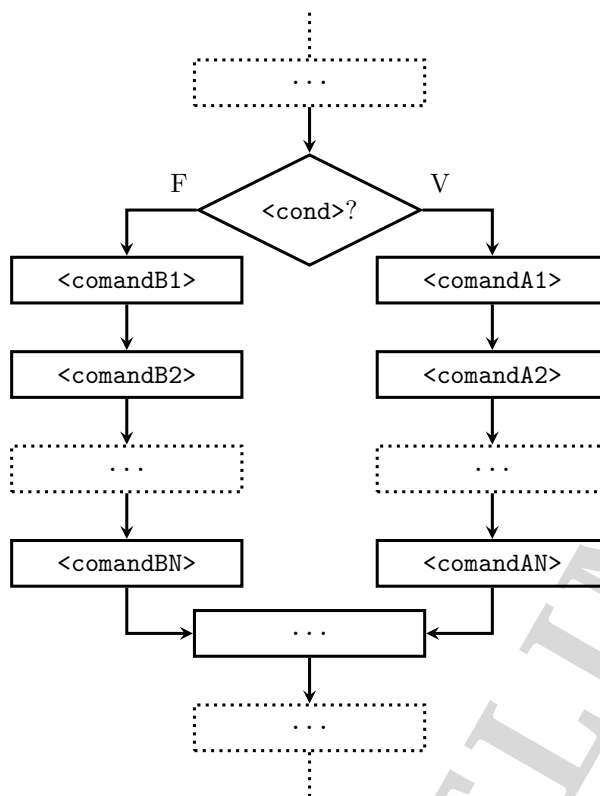 ...
F
V
<cond>?
<comandB1>
<comandA1>
<comandB2>
<comandA2>
...
...
<comandBN>
<comandAN>
...
...